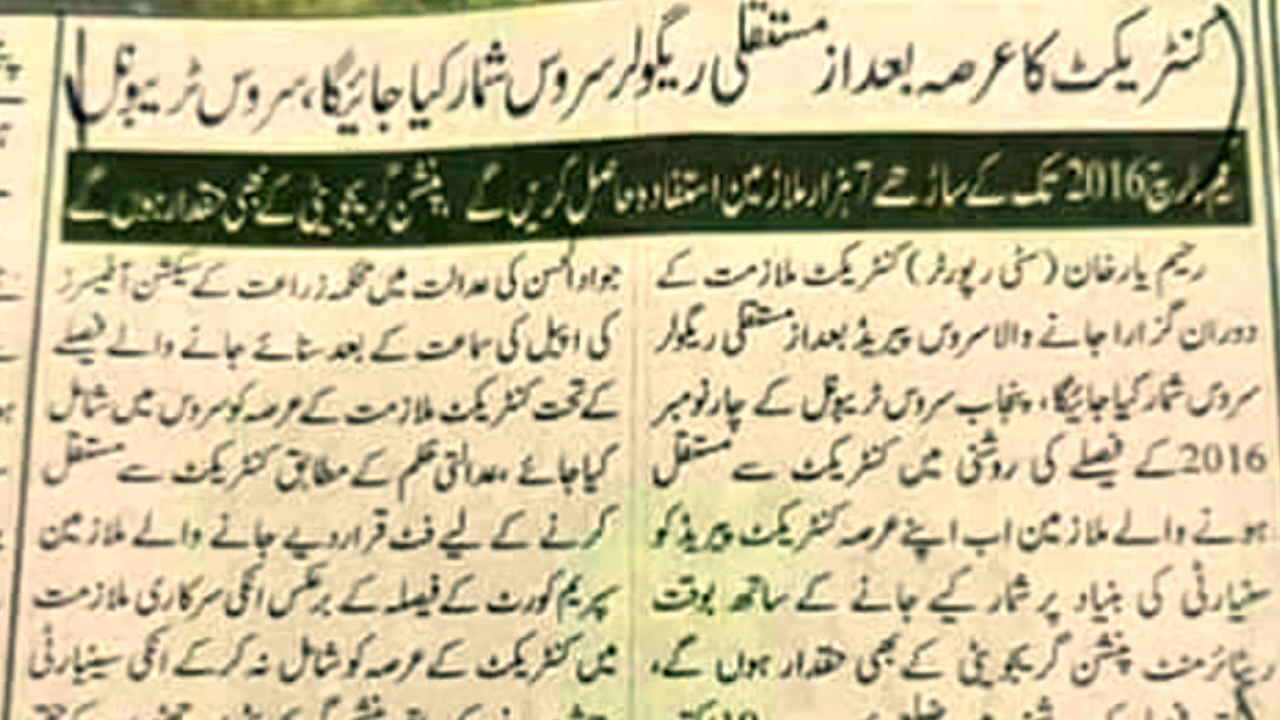 کنٹریکٹ کا عرصہ بعد از مستقلی ریگولر سروس شمار کیا جائیگا، سروس ٹریبونل
یکم مارچ 2016 تک کے ساڑھے 7 ہزار ملازمین استفادہ حاصل کریں گے پنشن گریجویٹی کے بھی حقدار ہوں گے
رحیم یار خان (سٹی رپورٹر) کنٹریکٹ ملازمت کے
دوران گزارا جانے والا سروس پیریڈ بعد از مستقلی ریگولر
سروس شمار کیا جائیگا، پنجاب سروس ٹریبونل کے چار نومبر
2016 کے فیصلے کی روشنی میں کنٹریکٹ سے مستقل
ہونے والے ملازمین اب اپنے عرصہ کنٹریکٹ پیریڈ کو
سنیارٹی کی بنیاد پر شمار کیے جانے کے ساتھ بوقت
ریٹائرمنٹ پنشن گریجویٹی کے بھی حقدار ہوں گے،
جواد الحسن کی عدالت میں محکمہ زراعت کے سیکشن آفیسرز
کی اپیل کی سماعت کے بعد سنائے جانے والے فیصلے
کے تحت کنٹریکٹ ملازمت کے عرصہ کو سروس میں شامل
کیا جائے، عدالتی حکم کے مطابق کنٹریکٹ سے مستقل
کرنے کے لیے فٹ قرار دیے جانے والے ملازمین
سپریم کورٹ کے فیصلہ کے برعکس انکی سرکاری ملازمت
میں کنٹریکٹ کے عرصہ کو شامل نہ کر کے انکی سینیارٹی